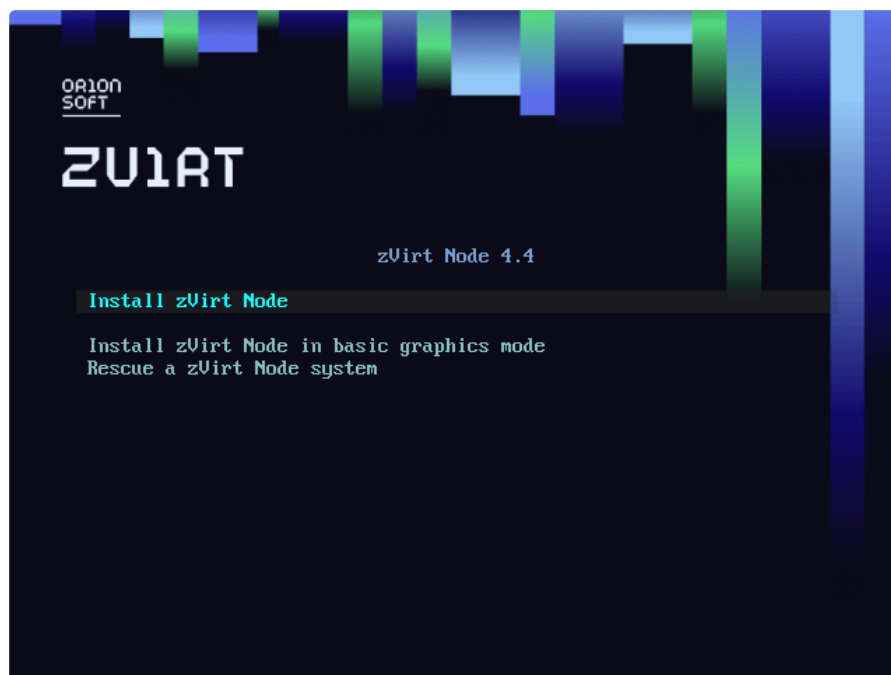 ORION
SOFT
ZVIRT
zVirt Node 4.4
Install zVirt Node
Install zVirt Node in basic graphics mode
Rescue a zVirt Node system